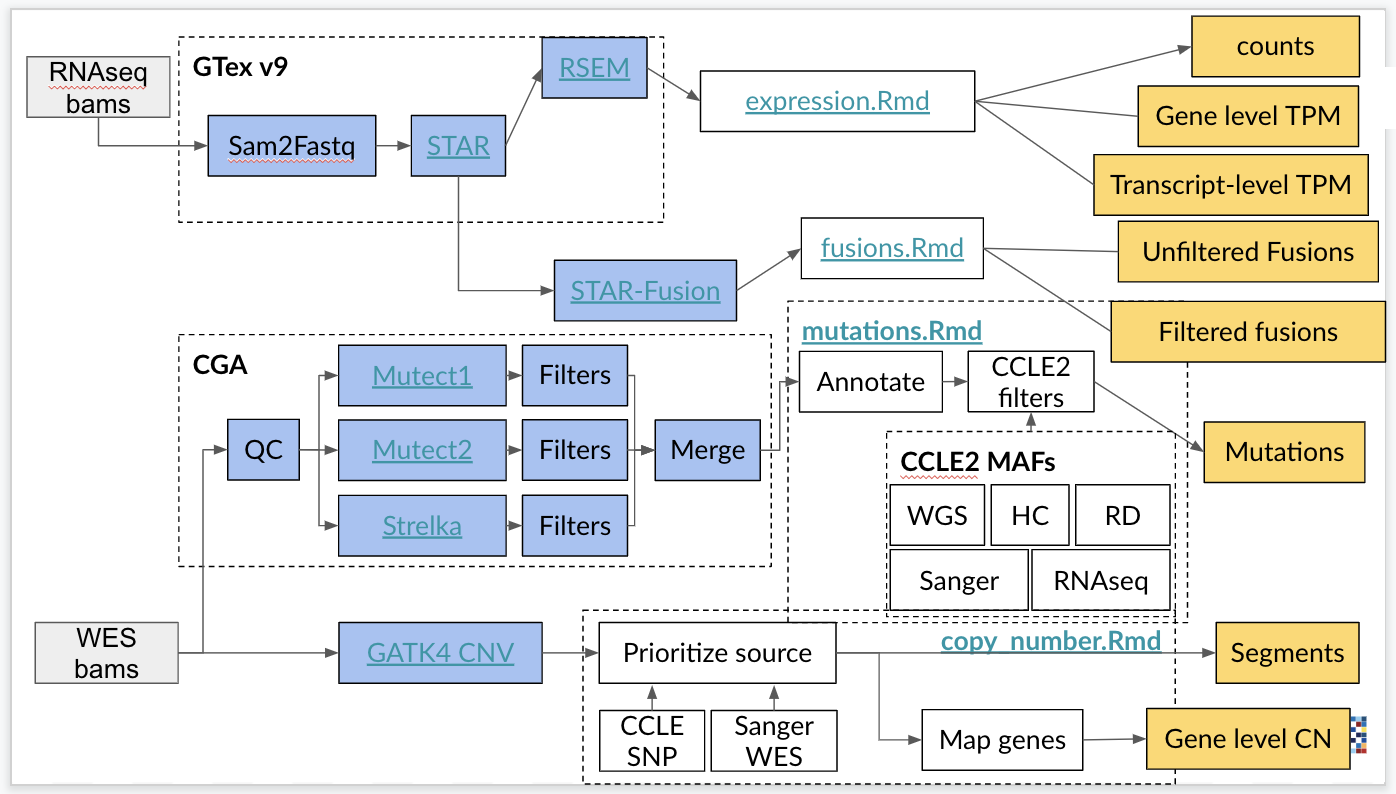 RNAseq
bams
GTex v9
Sam2Fastq
STAR
RSEM
expression.Rmd
counts
Gene level TPM
Transcript-level TPM
STAR-Fusion
fusions.Rmd
Unfiltered Fusions
Filtered fusions
CGA
QC
Mutect1
Filters
Mutect2
Filters
Strelka
Filters
Merge
mutations.Rmd
Annotate
CCLE2
filters
CCLE2 MAFs
WGS
HC
RD
Sanger
RNAseq
Mutations
WES
bams
GATK4 CNV
Prioritize source
copy_number.Rmd
Segments
CCLE
SNP
Sanger
WES
Map genes
Gene level CN